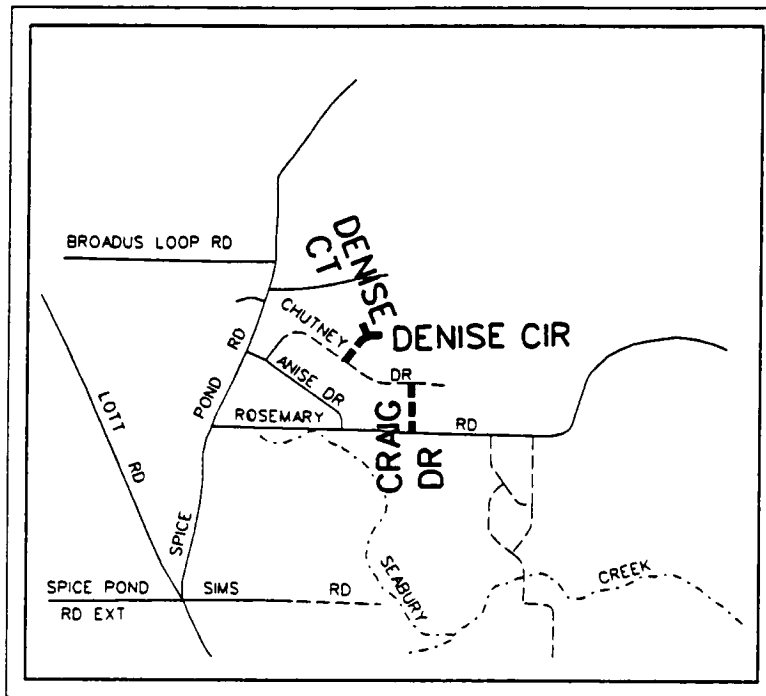 BROADUS LOOP RD
DENISE
CT
CHUTNEY
DR
DENISE CIR
ANISE DR
POND RD
SPICE
ROSEMARY RD
LOTT RD
CRAIG
DR
SPICE POND
RD EXT
SIMS RD
SEABURY
CREEK